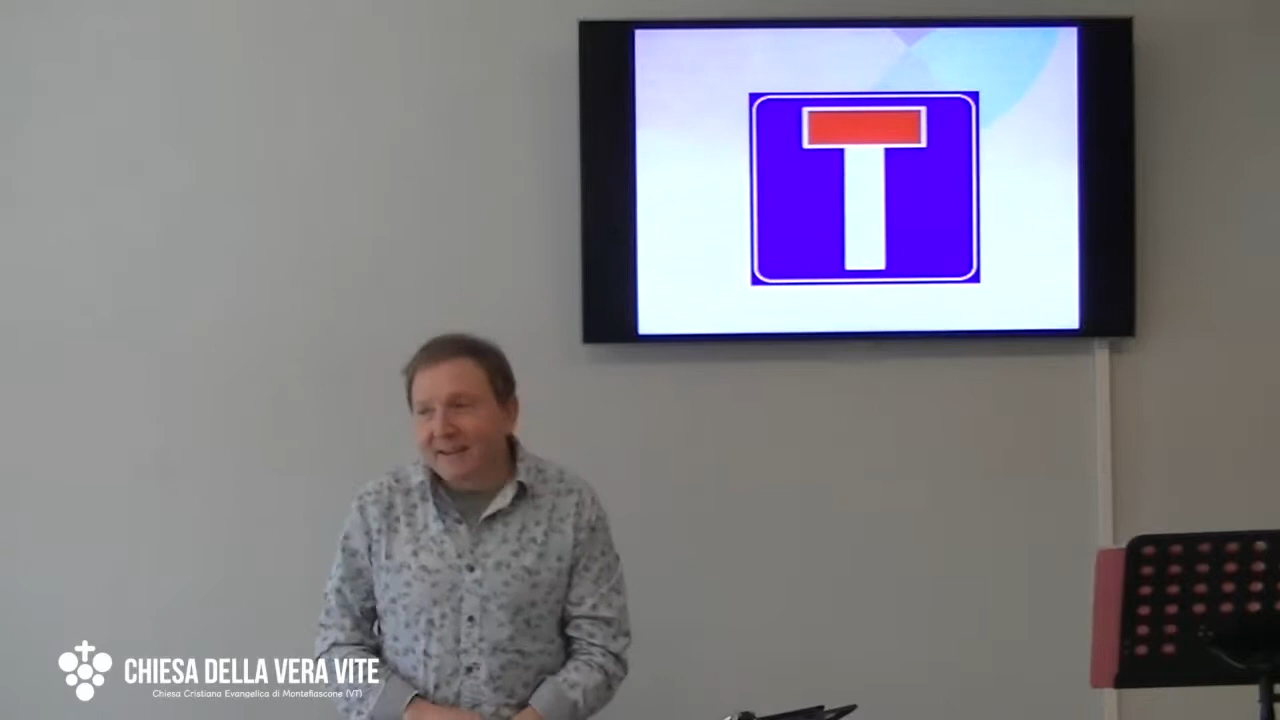 CHIESA DELLA VERA VITE
Chiesa Cristiana Evangelica di Montefiascone (VT)